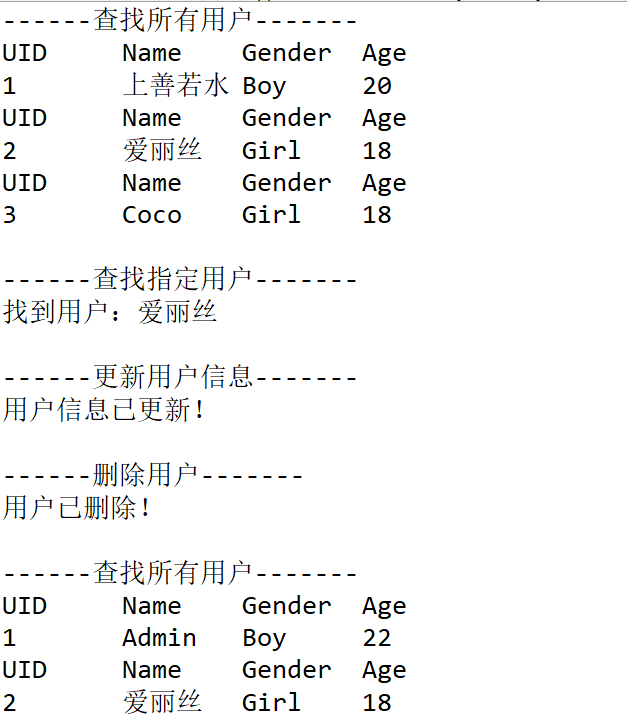 ------查找所有用户-------
UID Name Gender Age
1 上善若水 Boy 20
UID Name Gender Age
2 爱丽丝 Girl 18
UID Name Gender Age
3 Coco Girl 18
------查找指定用户-------
找到用户：爱丽丝
------更新用户信息-------
用户信息已更新！
------删除用户-------
用户已删除！
------查找所有用户-------
UID Name Gender Age
1 Admin Boy 22
UID Name Gender Age
2 爱丽丝 Girl 18